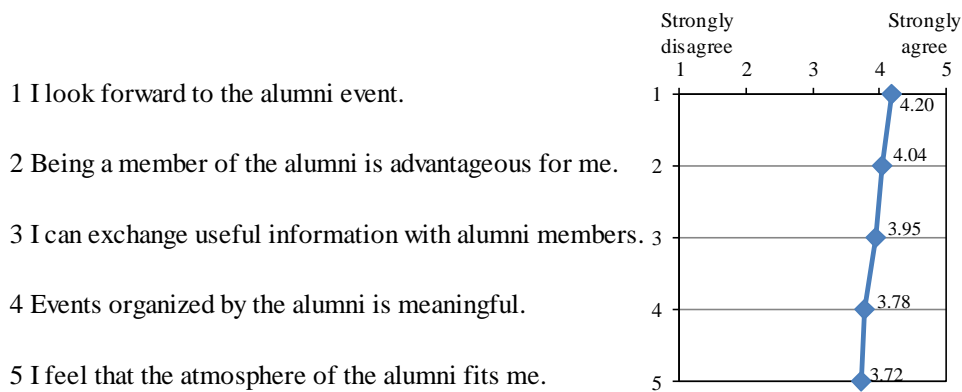 Strongly disagree
Strongly agree
1 2 3 4 5
1 I look forward to the alumni event. 1 4.20
2 Being a member of the alumni is advantageous for me. 2 4.04
3 I can exchange useful information with alumni members. 3 3.95
4 Events organized by the alumni is meaningful. 4 3.78
5 I feel that the atmosphere of the alumni fits me. 5 3.72